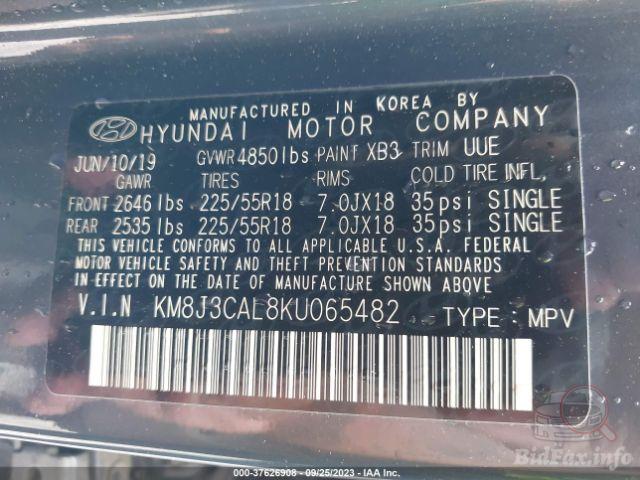 MANUFACTURED IN KOREA BY
HYUNDAI MOTOR COMPANY
JUN/10/19 GVWR 4850lbs PAINT XB3 TRIM UUE
GAWR TIRES RIMS COLD TIRE INFL.
FRONT 2646 lbs 225/55R18 7.0JX18 35psi SINGLE
REAR 2535 lbs 225/55R18 7.0JX18 35psi SINGLE
THIS VEHICLE CONFORMS TO ALL APPLICABLE U.S.A. FEDERAL
MOTOR VEHICLE SAFETY AND THEFT PREVENTION STANDARDS
IN EFFECT ON THE DATE OF MANUFACTURE SHOWN ABOVE
V.I.N KM8J3CAL8KU065482 TYPE: MPV
BidFax.info
000-37626908 - 09/25/2023 - IAA Inc.